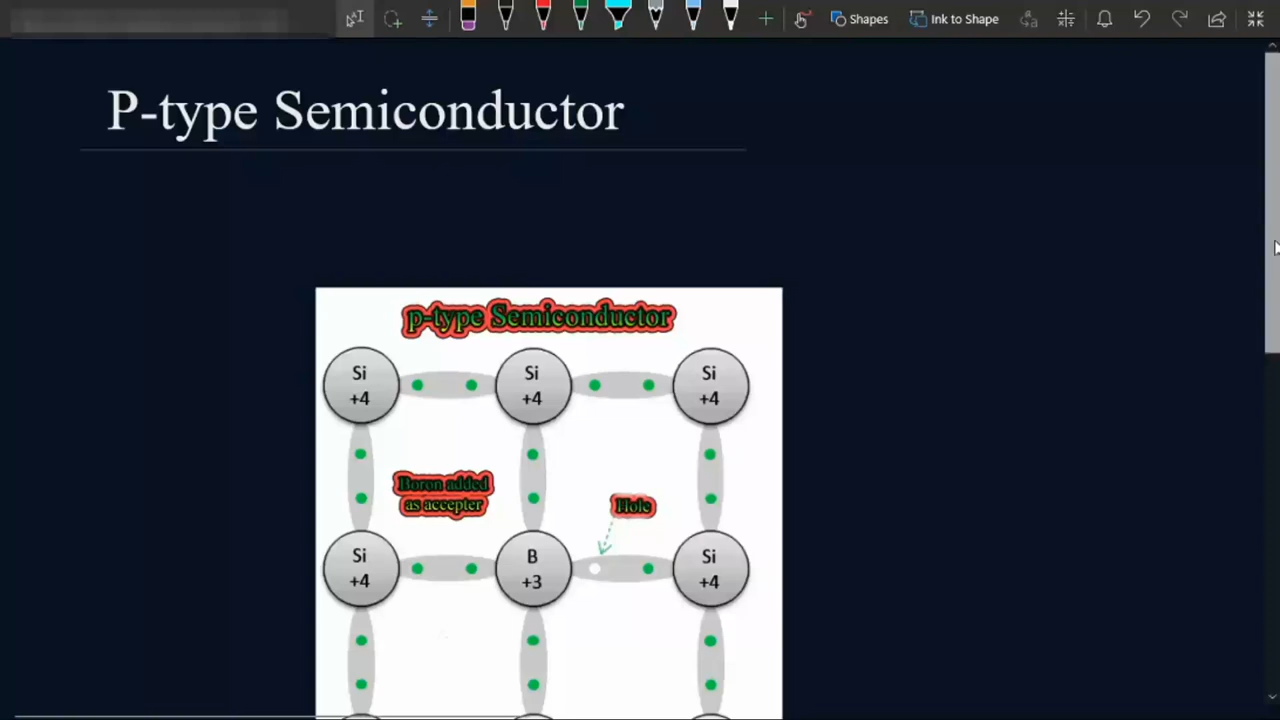 Shapes
Ink to Shape
P-type Semiconductor
p-type Semiconductor
Si
+4
Si
+4
Si
+4
Boron added
as accepter
Hole
Si
+4
B
+3
Si
+4